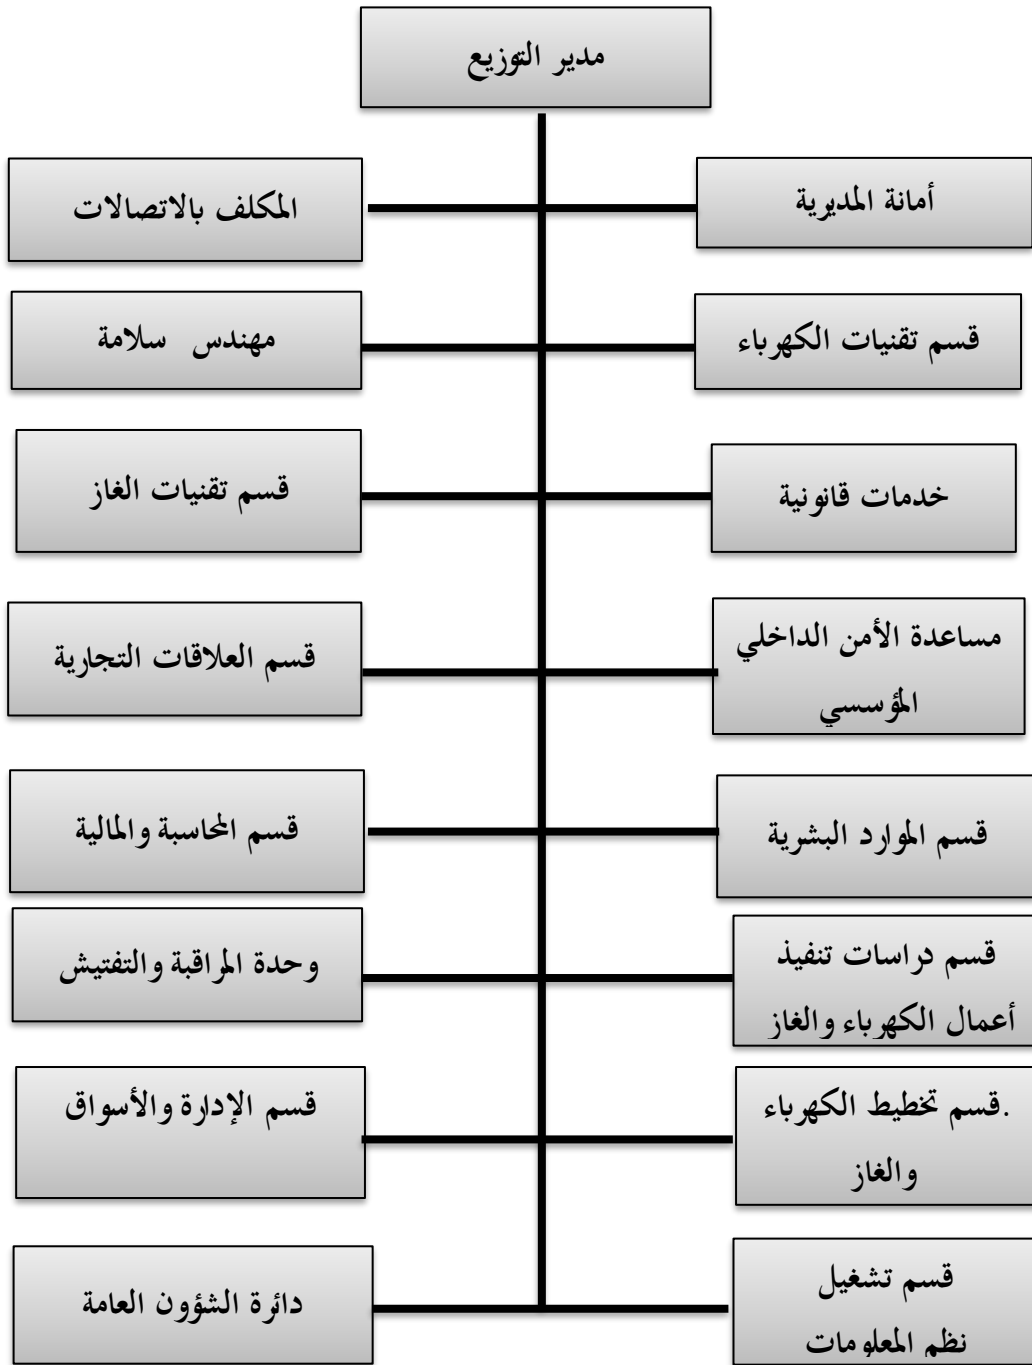 مدير التوزيع
أمانة المديرية
المكلف بالاتصالات
قسم تقنيات الكهرباء
مهندس سلامة
خدمات قانونية
قسم تقنيات الغاز
مساعدة الأمن الداخلي
المؤسسي
قسم العلاقات التجارية
قسم الموارد البشرية
قسم المحاسبة والمالية
قسم دراسات تنفيذ
أعمال الكهرباء والغاز
وحدة المراقبة والتفتيش
.قسم تخطيط الكهرباء
والغاز
قسم الإدارة والأسواق
قسم تشغيل
نظم المعلومات
دائرة الشؤون العامة